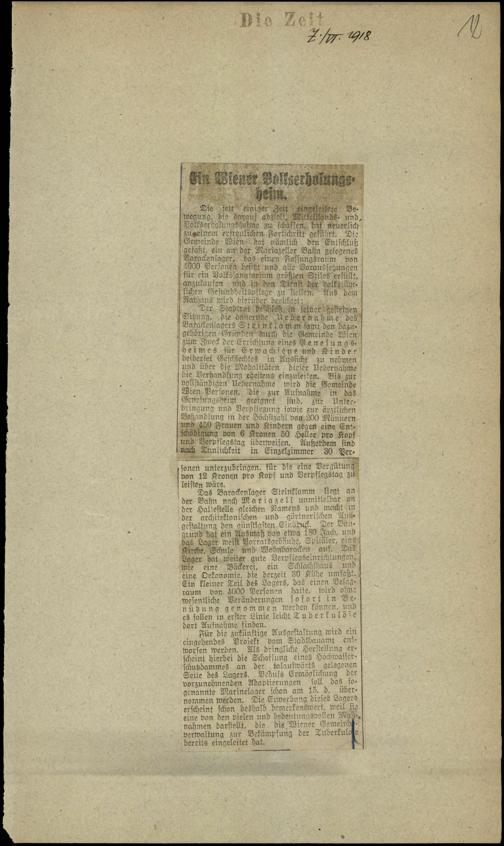 Die Zeit
7./VI. 1918
12
Ein Wiener Volkserholungs-
heim.
Die seit einiger Zeit eingeleitete Be-
wegung, die darauf abzielt, Mittelstands- und
Volkserholungsheime zu schaffen, hat neuerlich
zu einem erfreulichen Fortschritt geführt. Die
Gemeinde Wien hat nämlich den Entschluß
gefaßt, ein an der Mariazeller Bahn gelegenes
Barackenlager, das einen Fassungsraum von
4000 Personen besitzt und alle Voraussetzungen
für ein Volkssanatorium größten Stiles erfüllt,
anzukaufen und in den Dienst der volkstüm-
lichen Gesundheitspflege zu stellen. Aus dem
Rathaus wird hierüber berichtet:
Der Stadtrat beschloß in seiner gestrigen
Sitzung, die dauernde Uebernahme des
Barackenlagers Steinklamm samt den dazu-
gehörigen Gründen durch die Gemeinde Wien
zum Zweck der Errichtung eines Genesungs-
heimes für Erwachsene und Kinder
beiderlei Geschlechtes in Aussicht zu nehmen
und über die Modalitäten dieser Uebernahme
die Verhandlung ehestens einzuleiten. Bis zur
vollständigen Uebernahme wird die Gemeinde
Wien Personen, die zur Aufnahme in das
Genesungsheim geeignet sind, zur Unter-
bringung und Verpflegung sowie zur ärztlichen
Behandlung in der Höchstzahl von 200 Männern
und 450 Frauen und Kindern gegen eine Ent-
schädigung von 6 Kronen 50 Heller pro Kopf
und Verpflegstag überweisen. Außerdem sind
nach Tunlichkeit in Einzelzimmer 30 Per-
sonen unterzubringen, für die eine Vergütung
von 12 Kronen pro Kopf und Verpflegstag zu
leisten wäre.
Das Barackenlager Steinklamm liegt an
der Bahn nach Mariazell unmittelbar an
der Haltestelle gleichen Namens und macht in
der architektonischen und gärtnerischen Aus-
gestaltung den günstigsten Eindruck. Der Bau-
grund hat ein Ausmaß von etwa 180 Joch, und
das Lager weist Vorratsgebäude, Spitäler, eine
Kirche, Schule und Wohnbaracken auf. Das
Lager hat weiter gute Verpflegseinrichtungen,
wie eine Bäckerei, ein Schlachthaus und
eine Oekonomie, die derzeit 30 Kühe umfaßt.
Ein kleiner Teil des Lagers, das einen Belag-
raum von 4000 Personen hatte, wird ohne
wesentliche Veränderungen sofort in Be-
nützung genommen werden können, und
es sollen in erster Linie leicht Tuberkulöse
dort Aufnahme finden.
Für die zukünftige Ausgestaltung wird ein
eingehendes Projekt vom Stadtbauamt ent-
worfen werden. Als dringliche Herstellung er-
scheint hierbei die Schaffung eines Hochwasser-
schutzdammes an der talaufwärts gelegenen
Seite des Lagers. Behufs Ermöglichung der
vorzunehmenden Adaptierungen soll das so-
genannte Marinelager schon am 15. d. über-
nommen werden. Die Erwerbung dieses Lagers
erscheint schon deshalb bemerkenswert, weil sie
eine von den vielen und bedeutungsvollen Maß-
nahmen darstellt, die die Wiener Gemeinde-
verwaltung zur Bekämpfung der Tuberkulose
bereits eingeleitet hat.